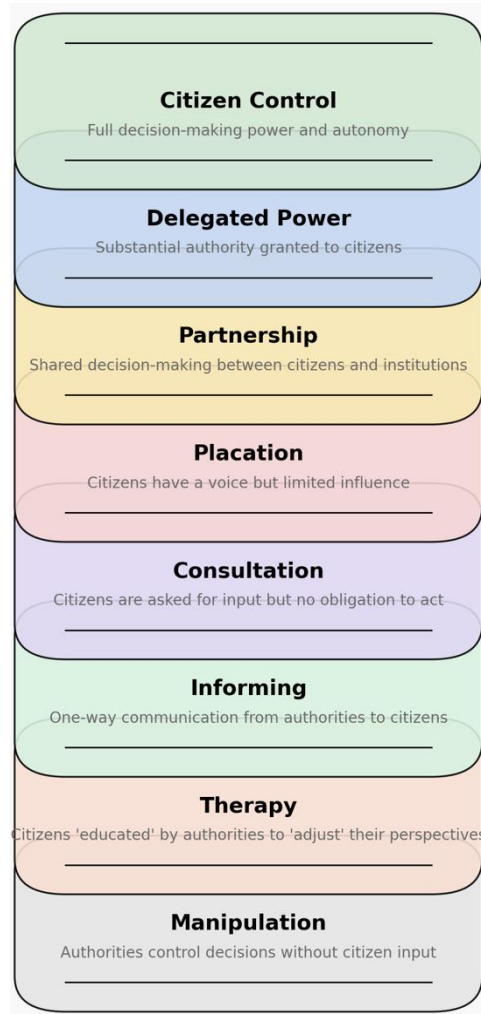 Citizen Control
Full decision-making power and autonomy
Delegated Power
Substantial authority granted to citizens
Partnership
Shared decision-making between citizens and institutions
Placation
Citizens have a voice but limited influence
Consultation
Citizens are asked for input but no obligation to act
Informing
One-way communication from authorities to citizens
Therapy
Citizens 'educated' by authorities to 'adjust' their perspectives
Manipulation
Authorities control decisions without citizen input